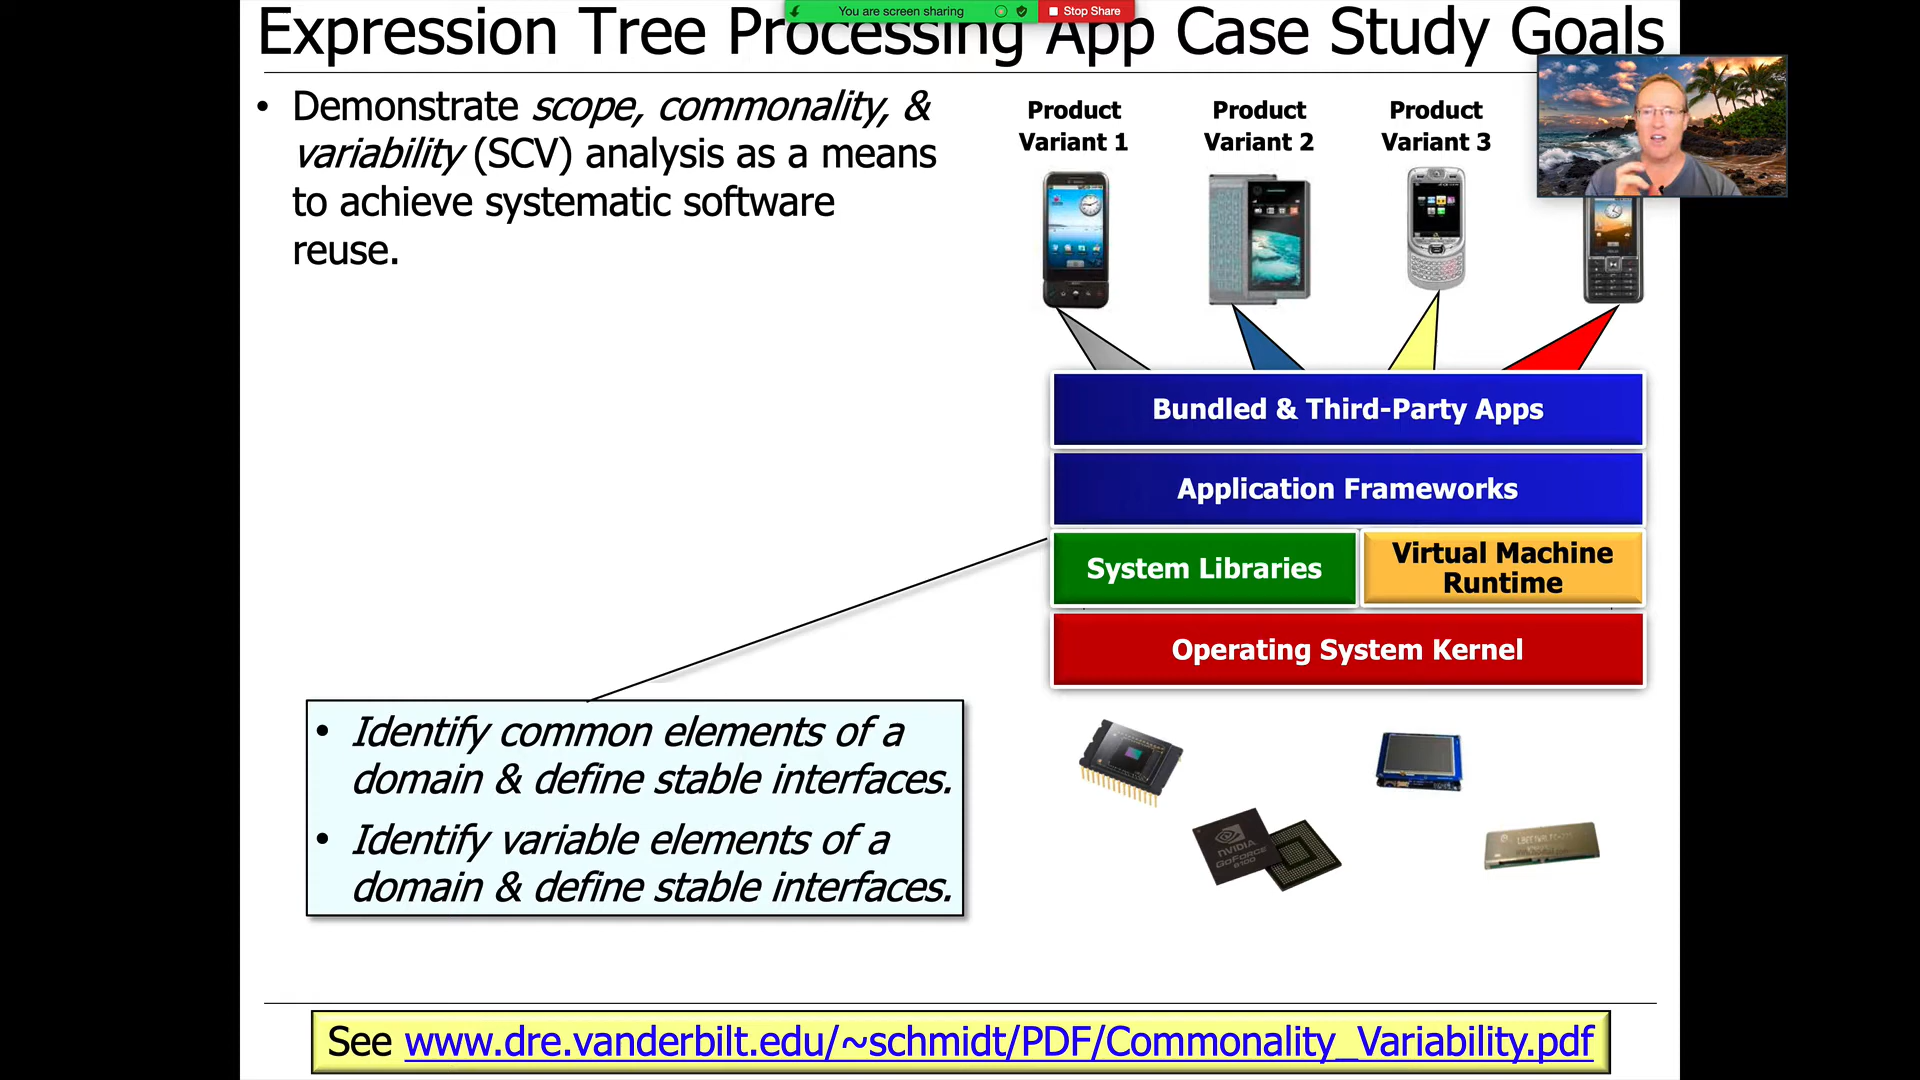 You are screen sharing
Stop Share
Expression Tree Processing App Case Study Goals
• Demonstrate scope, commonality, &
variability (SCV) analysis as a means
to achieve systematic software
reuse.
Product
Variant 1
Product
Variant 2
Product
Variant 3
Bundled & Third-Party Apps
Application Frameworks
System Libraries
Virtual Machine
Runtime
Operating System Kernel
• Identify common elements of a
domain & define stable interfaces.
• Identify variable elements of a
domain & define stable interfaces.
NVIDIA
GOFORCE
See www.dre.vanderbilt.edu/~schmidt/PDF/Commonality_Variability.pdf